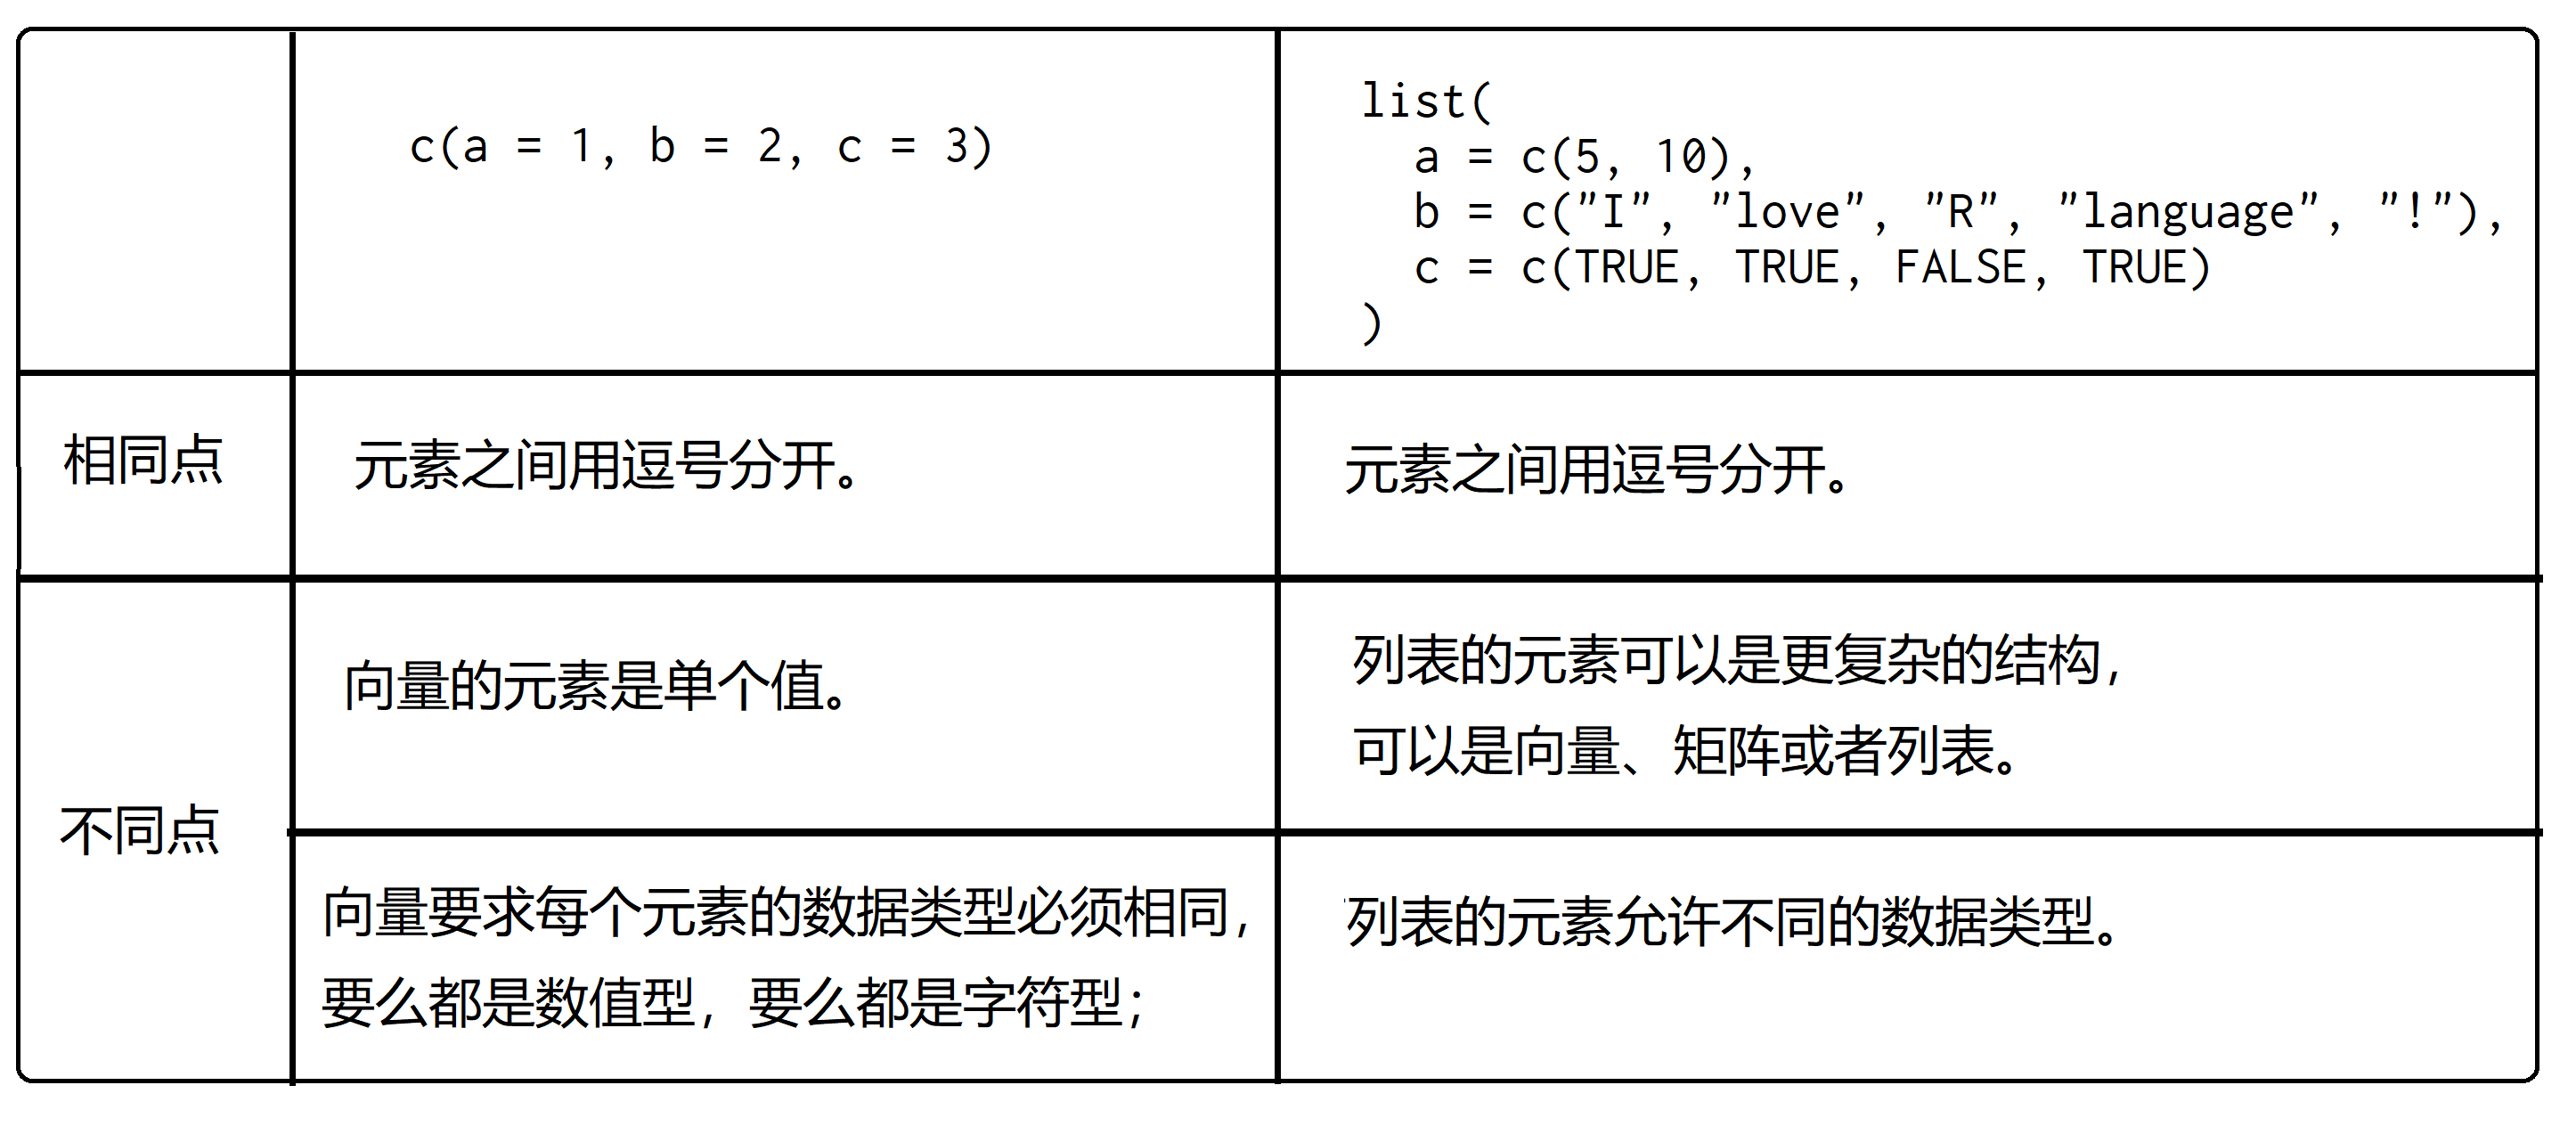 c(a = 1, b = 2, c = 3)
list(
  a = c(5, 10),
  b = c("I", "love", "R", "language", "!"),
  c = c(TRUE, TRUE, FALSE, TRUE)
)
相同点
元素之间用逗号分开。
元素之间用逗号分开。
不同点
向量的元素是单个值。
列表的元素可以是更复杂的结构，
可以是向量、矩阵或者列表。
向量要求每个元素的数据类型必须相同，
要么都是数值型，要么都是字符型；
列表的元素允许不同的数据类型。